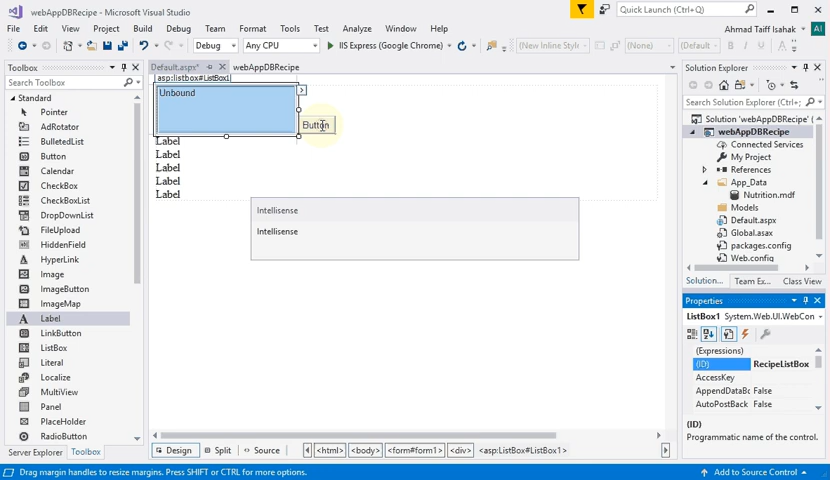 webAppDBRecipe - Microsoft Visual Studio
Quick Launch (Ctrl+Q)
File Edit View Project Build Debug Team Format Tools Test Analyze Window Help
Ahmad Taiff Isahak
Debug Any CPU IIS Express (Google Chrome) (New Inline Style) (None) (Default)
Toolbox
Search Toolbox
Standard
Pointer
AdRotator
BulletedList
Button
Calendar
CheckBox
CheckBoxList
DropDownList
FileUpload
HiddenField
HyperLink
Image
ImageButton
ImageMap
Label
LinkButton
ListBox
Literal
Localize
MultiView
Panel
PlaceHolder
RadioButton
Server Explorer Toolbox
Default.aspx* webAppDBRecipe
asp:listbox#ListBox1
Unbound
Button
Label
Label
Label
Label
Label
Intellisense
Intellisense
Design Split Source <html> <body> <form#form1> <div> <asp:ListBox#ListBox1>
Solution Explorer
Search Solution Explorer (Ctrl+;)
Solution 'webAppDBRecipe'
webAppDBRecipe
Connected Services
My Project
References
App_Data
Nutrition.mdf
Models
Default.aspx
Global.asax
packages.config
Web.config
Solution... Team Ex... Class View
Properties
ListBox1 System.Web.UI.WebCon
(Expressions)
(ID) RecipeListBox
AccessKey
AppendDataBo False
AutoPostBack False
(ID)
Programmatic name of the control.
Drag margin handles to resize margins. Press SHIFT or CTRL for more options.
Add to Source Control